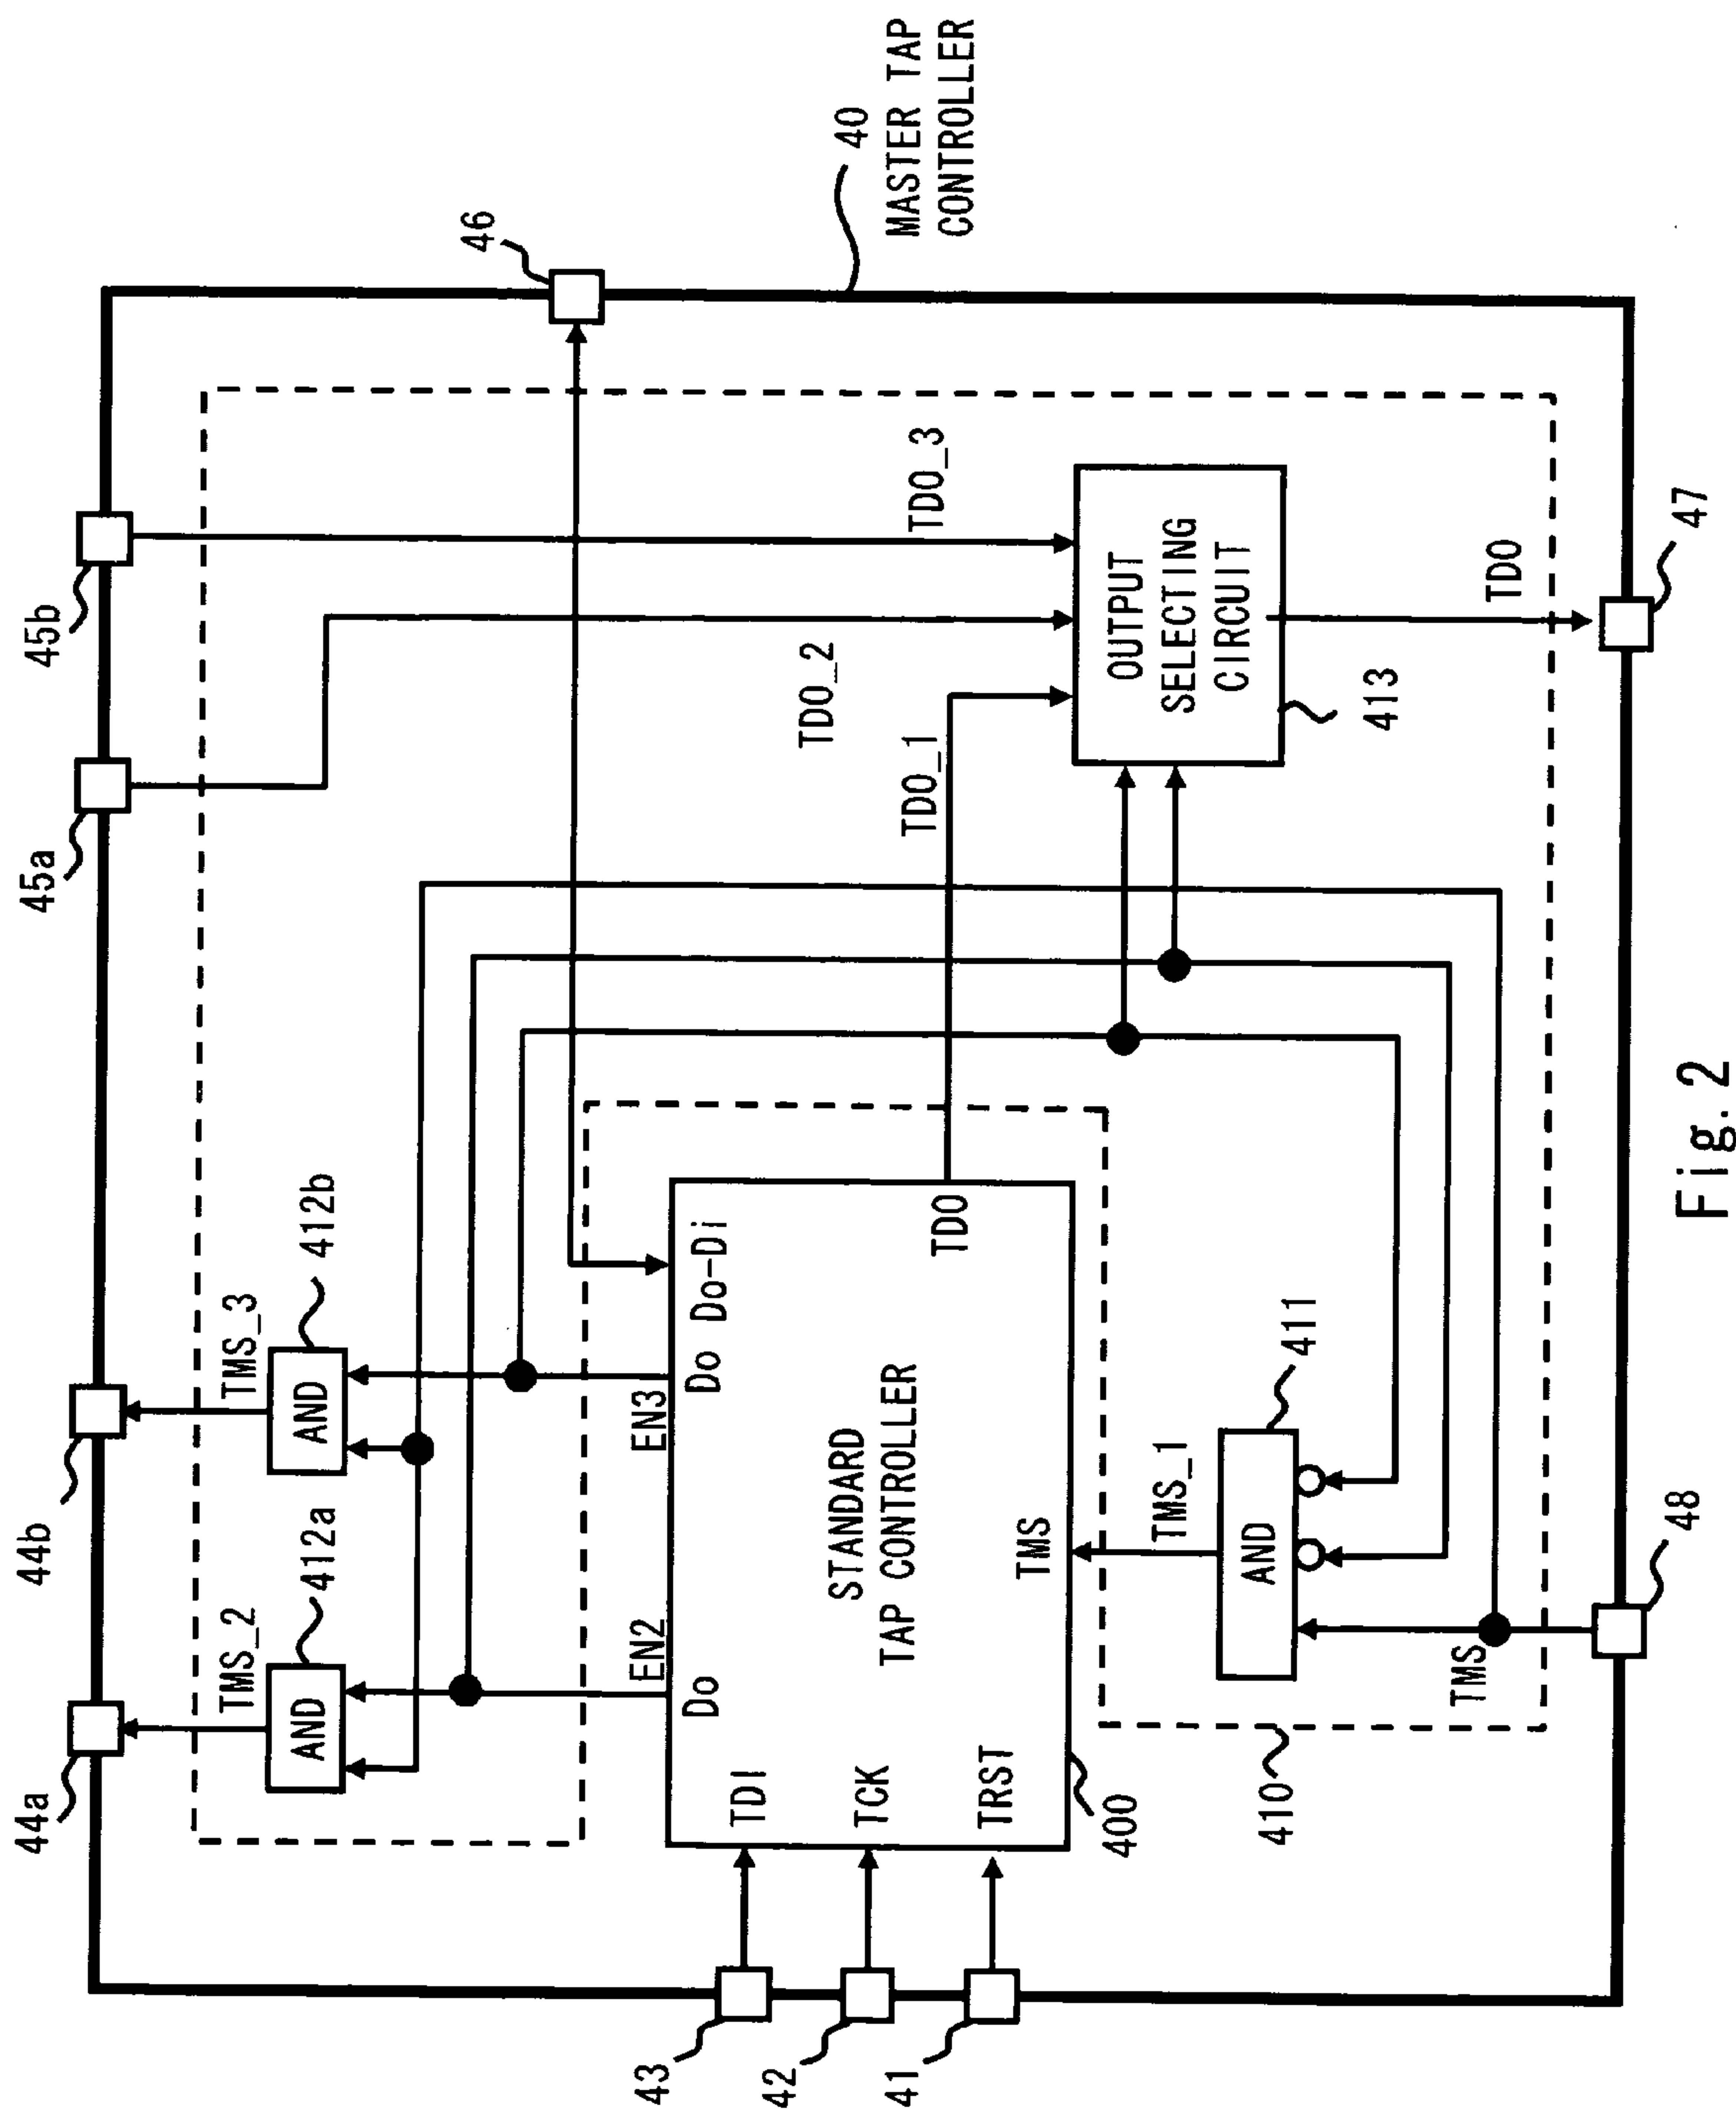 44a
44b
45a
45b
TMS_2
TMS_3
412a
412b
AND
AND
46
40
MASTER TAP
CONTROLLER
EN2
EN3
Do
Do
Do-Di
TDI
TCK
TRST
STANDARD
TAP CONTROLLER
TMS
TDO
TDO_1
TDO_2
TDO_3
43
42
41
400
410
TMS_1
AND
411
OUTPUT
SELECTING
CIRCUIT
413
TMS
TDO
48
47
Fig. 2